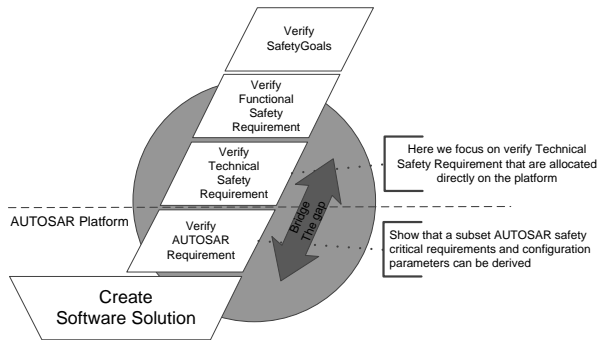 Verify
SafetyGoals
Verify
Functional
Safety
Requirement
Verify
Technical
Safety
Requirement
Here we focus on verify Technical
Safety Requirement that are allocated
directly on the platform
Bridge
The gap
AUTOSAR Platform
Verify
AUTOSAR
Requirement
Show that a subset AUTOSAR safety
critical requirements and configuration
parameters can be derived
Create
Software Solution